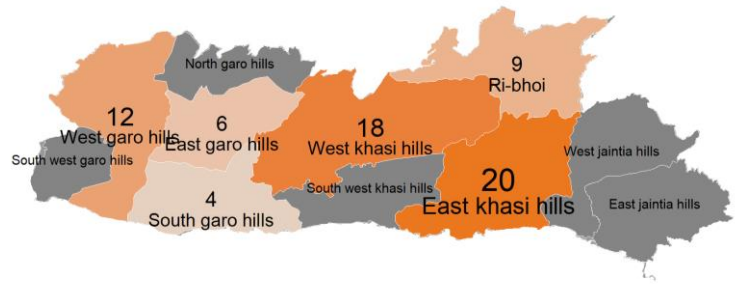 9
Ri-bhoi
North garo hills
12
West garo hills
6
East garo hills
18
West khasi hills
West jaintia hills
South west garo hills
20
East khasi hills
South west khasi hills
4
South garo hills
East jaintia hills